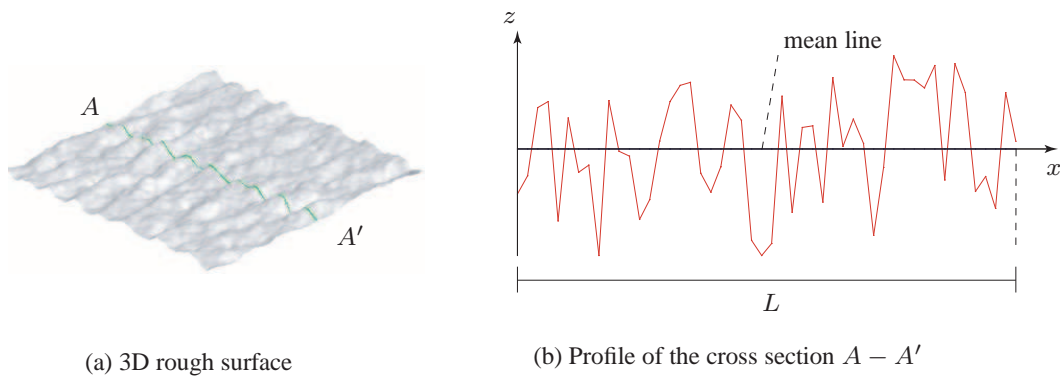 A
A′
(a) 3D rough surface
z
mean line
x
L
(b) Profile of the cross section A − A′